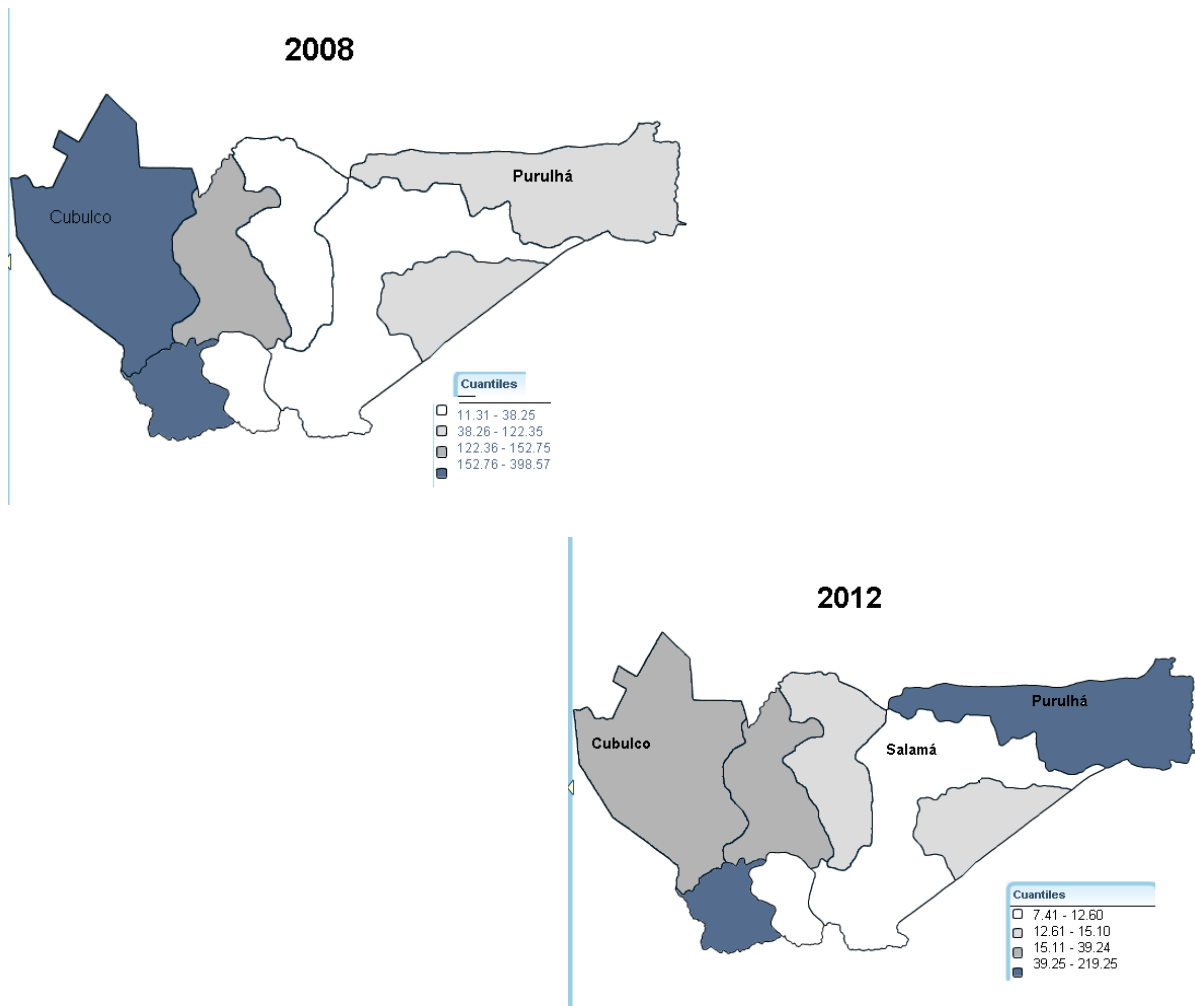 2008
Purulhá
Cubulco
Cuantiles
11.31 - 38.25
38.26 - 122.35
122.36 - 152.75
152.76 - 398.57
2012
Purulhá
Cubulco
Salamá
Cuantiles
7.41 - 12.60
12.61 - 15.10
15.11 - 39.24
39.25 - 219.25